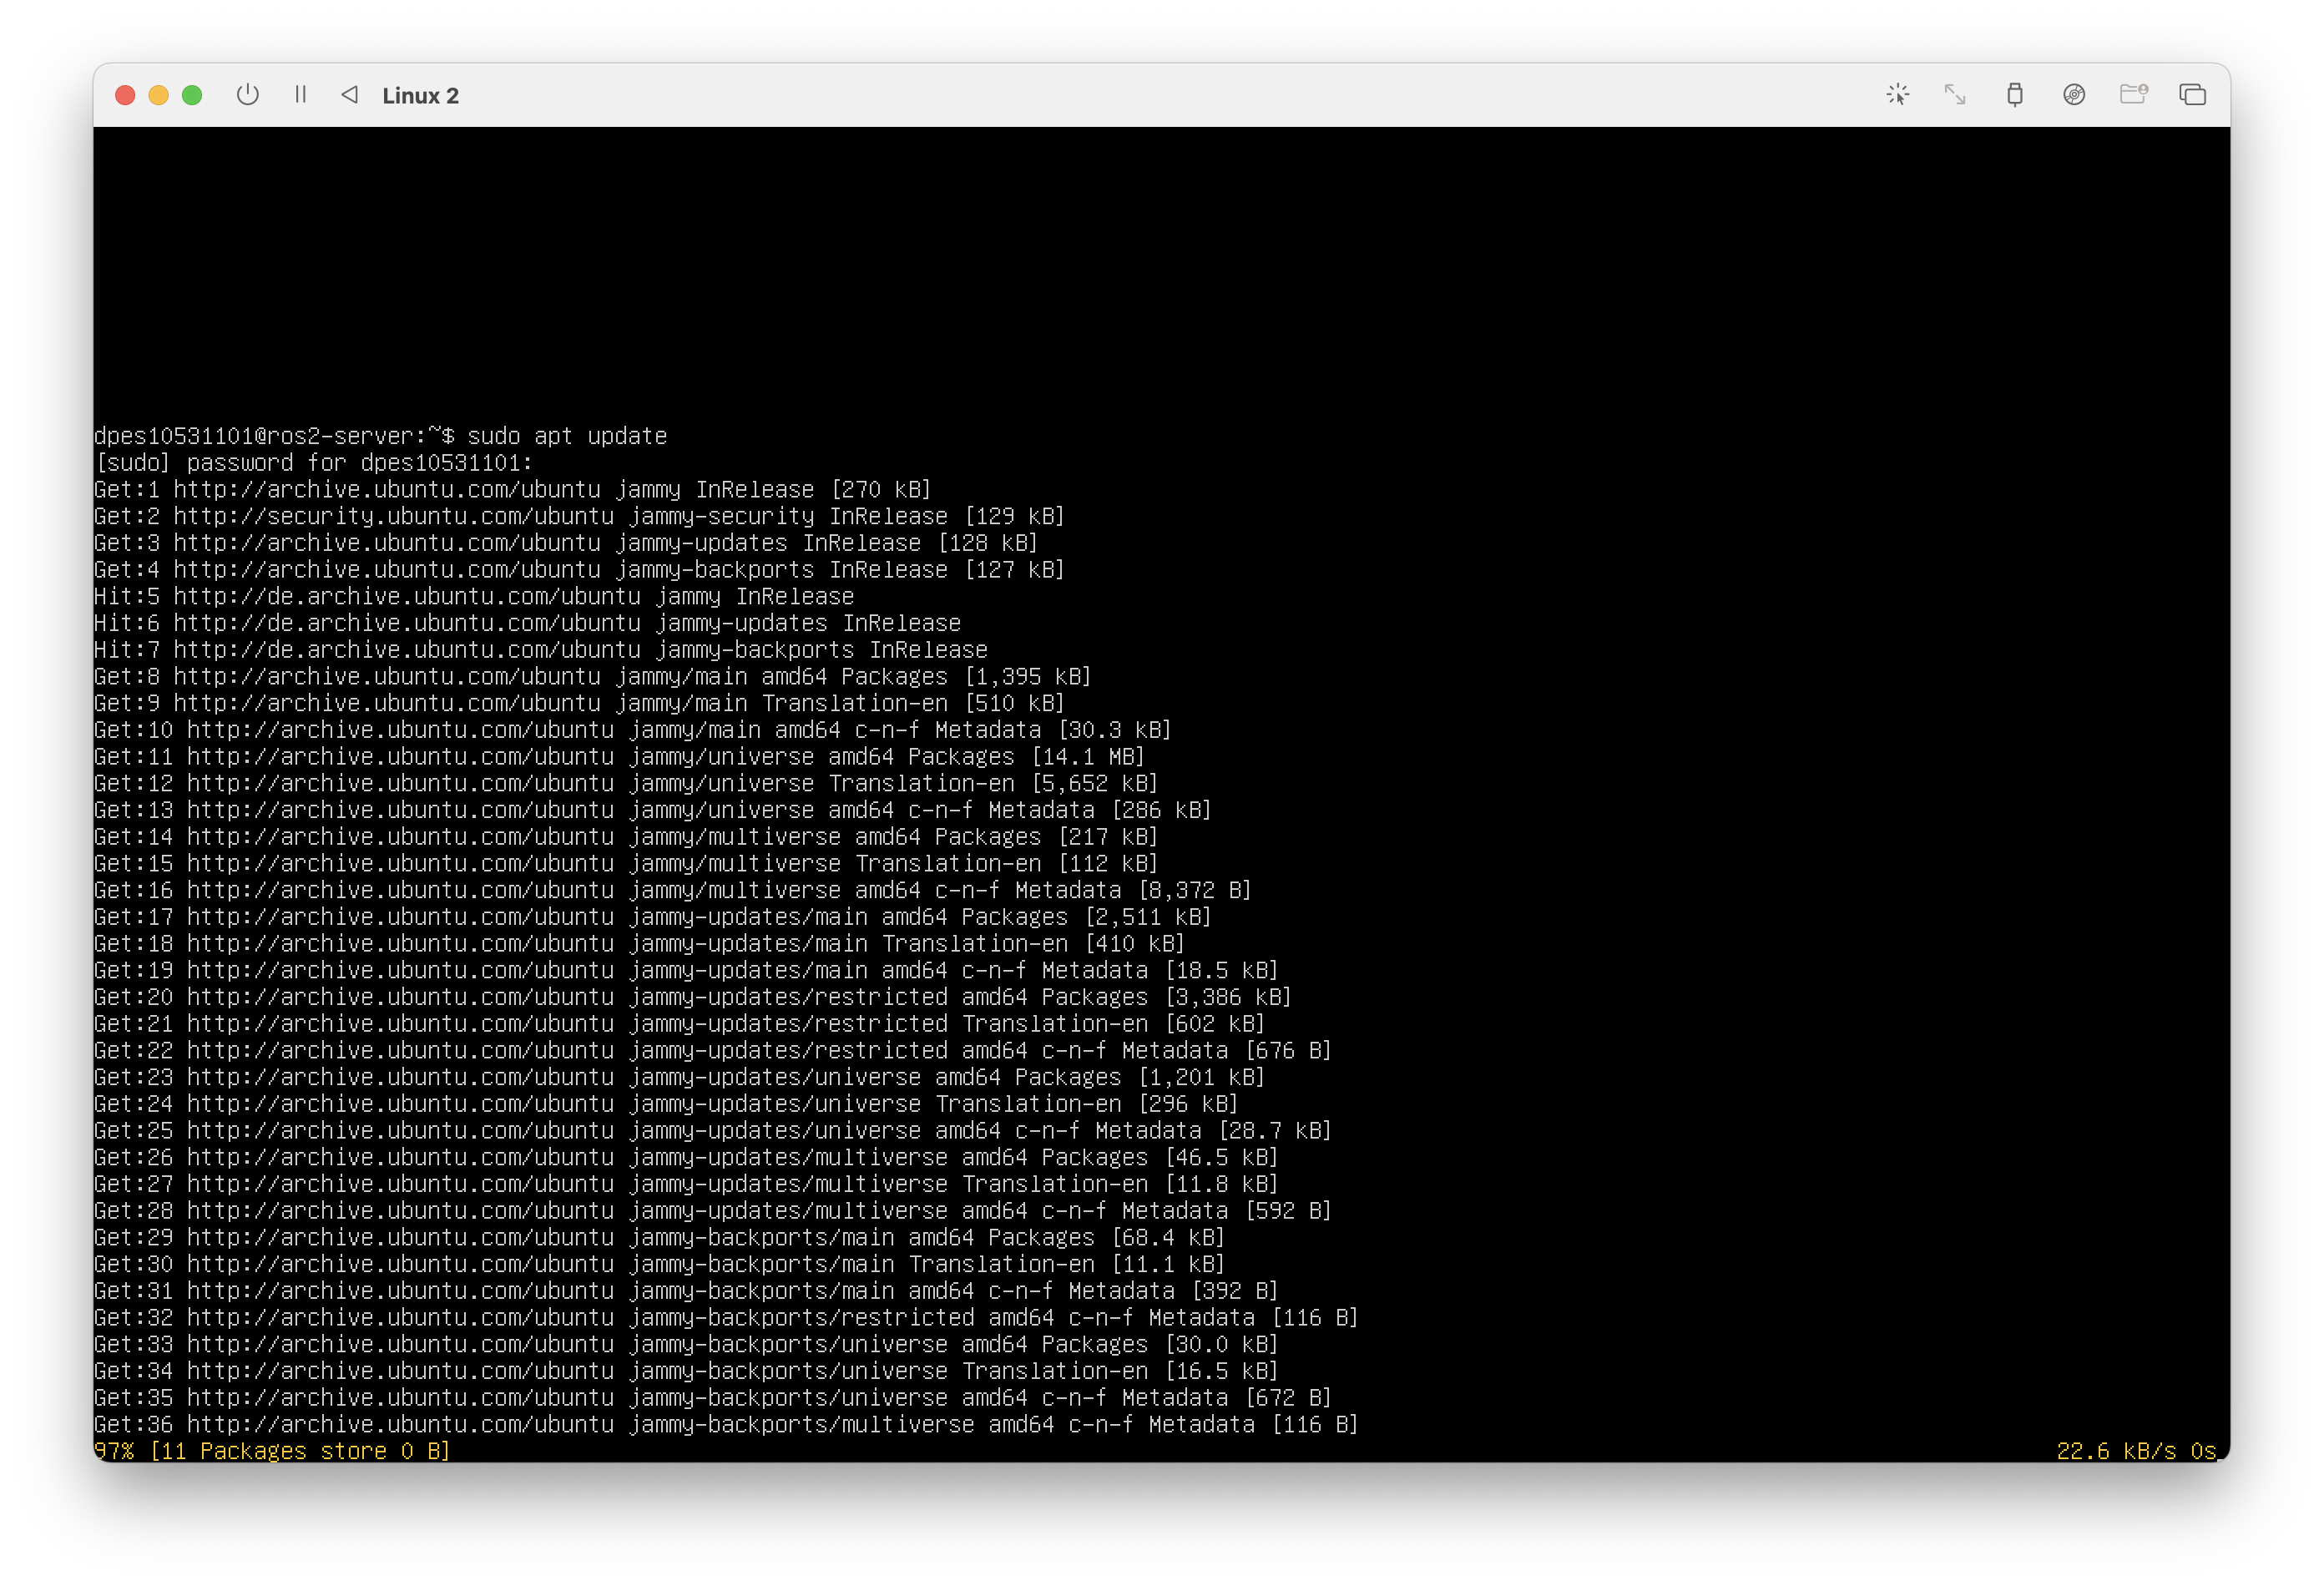 Linux 2
dpes10531101@ros2-server:~$ sudo apt update
[sudo] password for dpes10531101:
Get:1 http://archive.ubuntu.com/ubuntu jammy InRelease [270 kB]
Get:2 http://security.ubuntu.com/ubuntu jammy-security InRelease [129 kB]
Get:3 http://archive.ubuntu.com/ubuntu jammy-updates InRelease [128 kB]
Get:4 http://archive.ubuntu.com/ubuntu jammy-backports InRelease [127 kB]
Hit:5 http://de.archive.ubuntu.com/ubuntu jammy InRelease
Hit:6 http://de.archive.ubuntu.com/ubuntu jammy-updates InRelease
Hit:7 http://de.archive.ubuntu.com/ubuntu jammy-backports InRelease
Get:8 http://archive.ubuntu.com/ubuntu jammy/main amd64 Packages [1,395 kB]
Get:9 http://archive.ubuntu.com/ubuntu jammy/main Translation-en [510 kB]
Get:10 http://archive.ubuntu.com/ubuntu jammy/main amd64 c-n-f Metadata [30.3 kB]
Get:11 http://archive.ubuntu.com/ubuntu jammy/universe amd64 Packages [14.1 MB]
Get:12 http://archive.ubuntu.com/ubuntu jammy/universe Translation-en [5,652 kB]
Get:13 http://archive.ubuntu.com/ubuntu jammy/universe amd64 c-n-f Metadata [286 kB]
Get:14 http://archive.ubuntu.com/ubuntu jammy/multiverse amd64 Packages [217 kB]
Get:15 http://archive.ubuntu.com/ubuntu jammy/multiverse Translation-en [112 kB]
Get:16 http://archive.ubuntu.com/ubuntu jammy/multiverse amd64 c-n-f Metadata [8,372 B]
Get:17 http://archive.ubuntu.com/ubuntu jammy-updates/main amd64 Packages [2,511 kB]
Get:18 http://archive.ubuntu.com/ubuntu jammy-updates/main Translation-en [410 kB]
Get:19 http://archive.ubuntu.com/ubuntu jammy-updates/main amd64 c-n-f Metadata [18.5 kB]
Get:20 http://archive.ubuntu.com/ubuntu jammy-updates/restricted amd64 Packages [3,386 kB]
Get:21 http://archive.ubuntu.com/ubuntu jammy-updates/restricted Translation-en [602 kB]
Get:22 http://archive.ubuntu.com/ubuntu jammy-updates/restricted amd64 c-n-f Metadata [676 B]
Get:23 http://archive.ubuntu.com/ubuntu jammy-updates/universe amd64 Packages [1,201 kB]
Get:24 http://archive.ubuntu.com/ubuntu jammy-updates/universe Translation-en [296 kB]
Get:25 http://archive.ubuntu.com/ubuntu jammy-updates/universe amd64 c-n-f Metadata [28.7 kB]
Get:26 http://archive.ubuntu.com/ubuntu jammy-updates/multiverse amd64 Packages [46.5 kB]
Get:27 http://archive.ubuntu.com/ubuntu jammy-updates/multiverse Translation-en [11.8 kB]
Get:28 http://archive.ubuntu.com/ubuntu jammy-updates/multiverse amd64 c-n-f Metadata [592 B]
Get:29 http://archive.ubuntu.com/ubuntu jammy-backports/main amd64 Packages [68.4 kB]
Get:30 http://archive.ubuntu.com/ubuntu jammy-backports/main Translation-en [11.1 kB]
Get:31 http://archive.ubuntu.com/ubuntu jammy-backports/main amd64 c-n-f Metadata [392 B]
Get:32 http://archive.ubuntu.com/ubuntu jammy-backports/restricted amd64 c-n-f Metadata [116 B]
Get:33 http://archive.ubuntu.com/ubuntu jammy-backports/universe amd64 Packages [30.0 kB]
Get:34 http://archive.ubuntu.com/ubuntu jammy-backports/universe Translation-en [16.5 kB]
Get:35 http://archive.ubuntu.com/ubuntu jammy-backports/universe amd64 c-n-f Metadata [672 B]
Get:36 http://archive.ubuntu.com/ubuntu jammy-backports/multiverse amd64 c-n-f Metadata [116 B]
97% [11 Packages store 0 B] 22.6 kB/s 0s